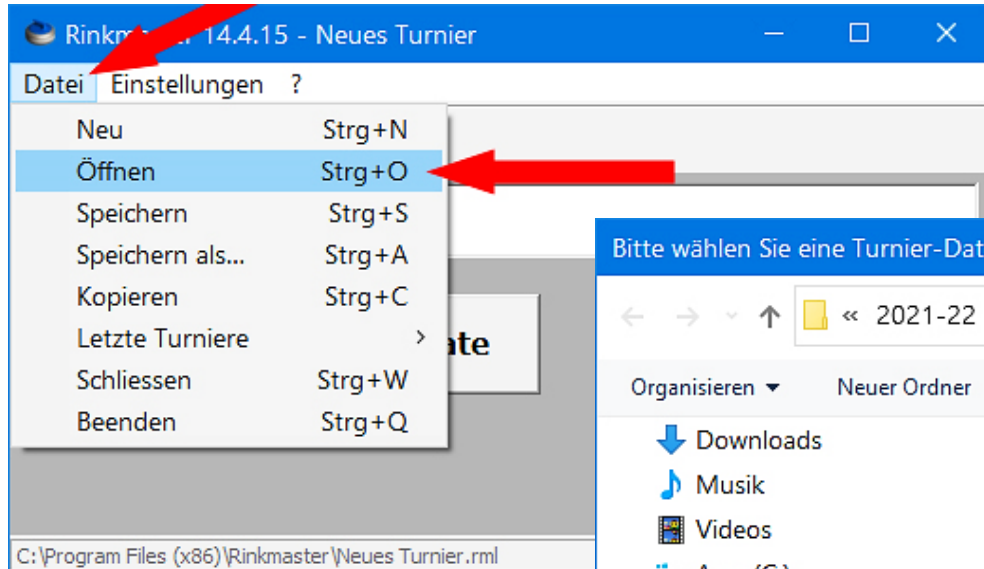 14.4.15 - Neues Turnier
Datei Einstellungen ?
Neu Strg+N
Öffnen Strg+O
Speichern Strg+S
Speichern als... Strg+A
Kopieren Strg+C
Letzte Turniere >
Schliessen Strg+W
Beenden Strg+Q
Bitte wählen Sie eine Turnier-Dat
« 2021-22
Organisieren Neuer Ordner
Downloads
Musik
Videos
C:\Program Files (x86)\Rinkmaster\Neues Turnier.rml